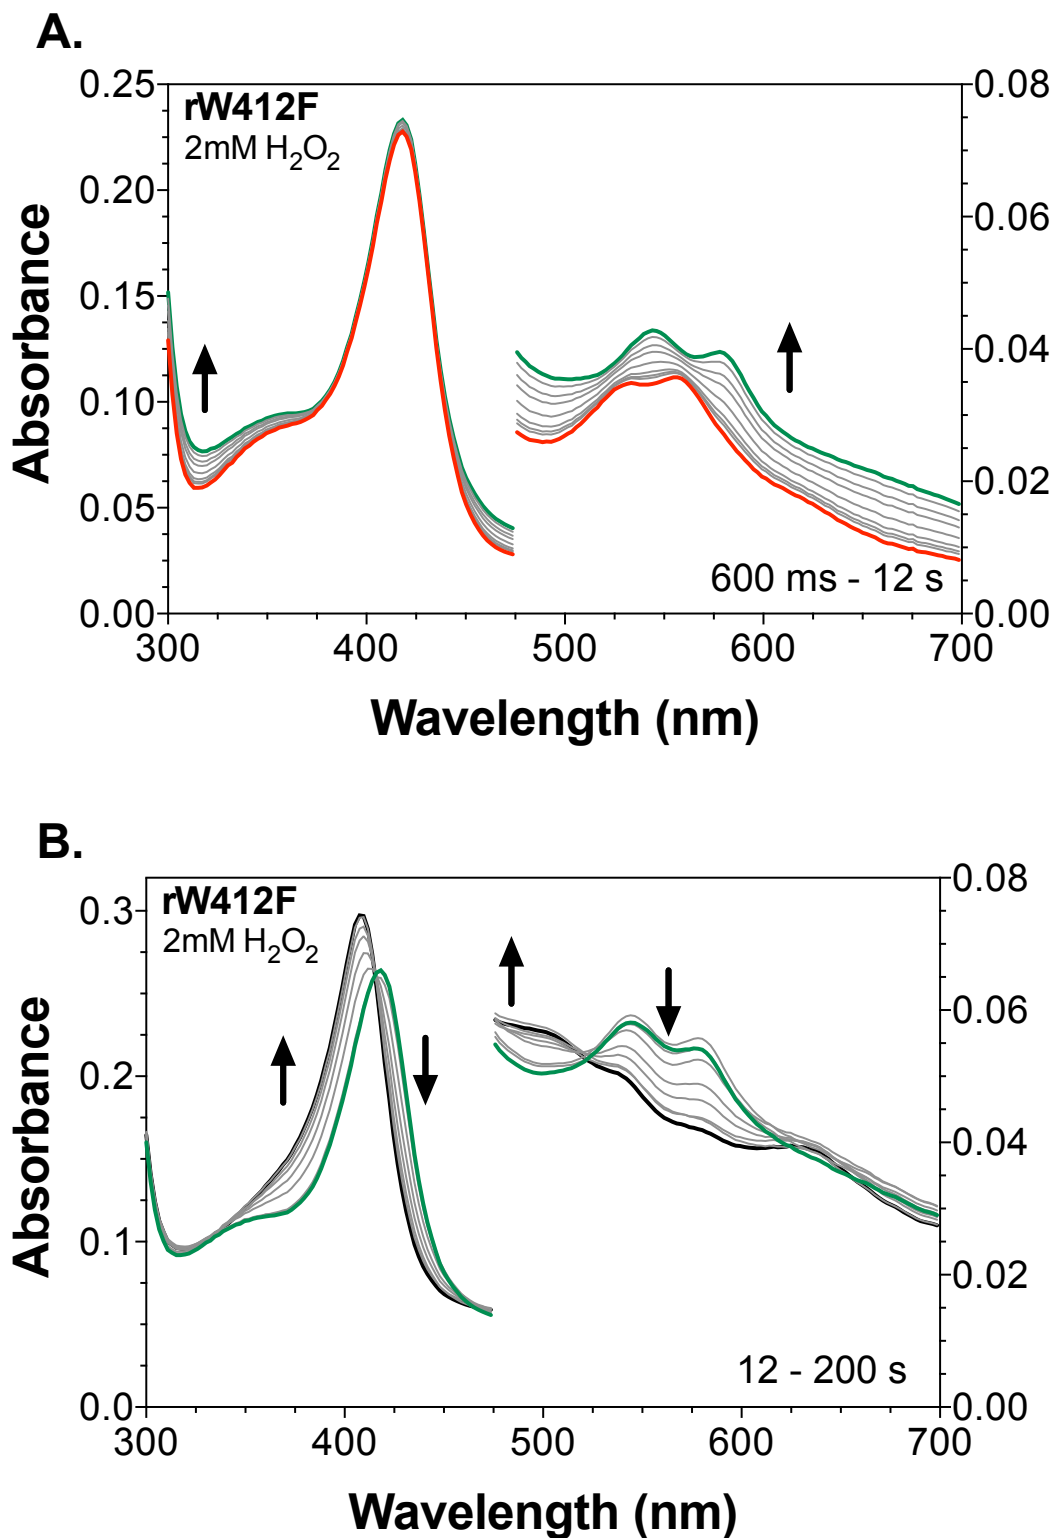 A.
rW412F
2mM H₂O₂
0.25
0.20
0.15
0.10
0.05
0.00
0.08
0.06
0.04
0.02
0.00
Absorbance
600 ms - 12 s
300 400 500 600 700
Wavelength (nm)
B.
rW412F
2mM H₂O₂
0.3
0.2
0.1
0.0
0.08
0.06
0.04
0.02
0.00
Absorbance
12 - 200 s
300 400 500 600 700
Wavelength (nm)